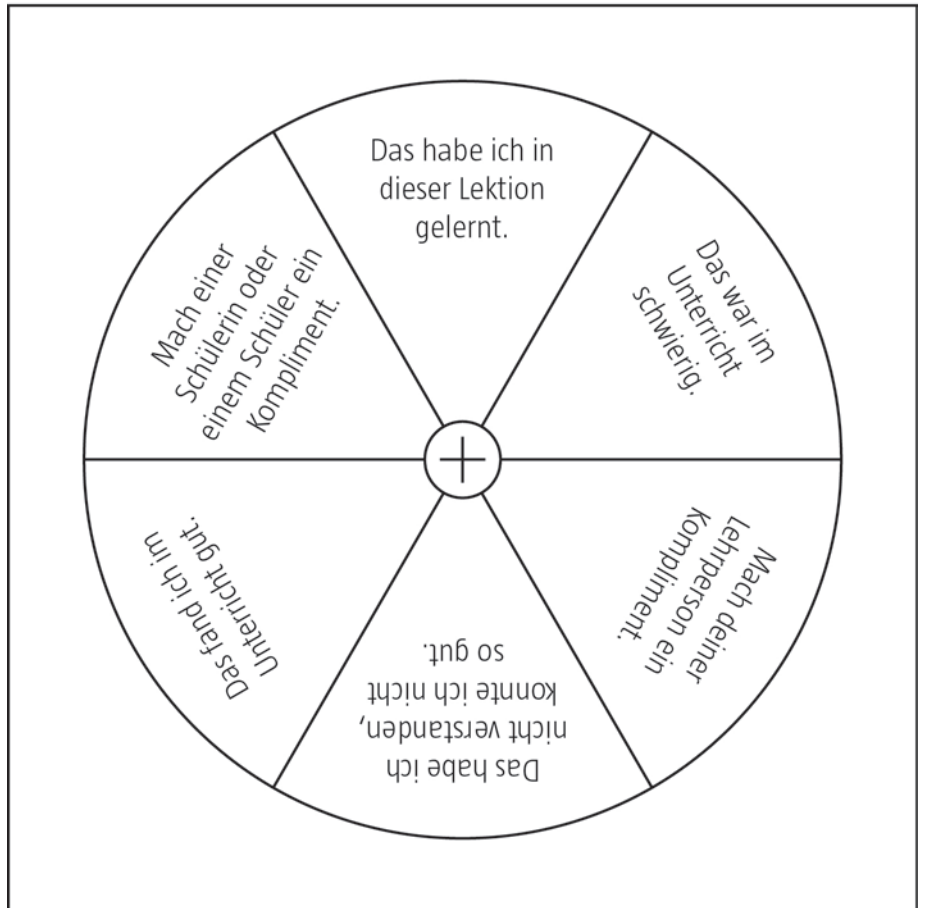 Das habe ich in
dieser Lektion
gelernt.
Das war im
Unterricht
schwierig.
Mach deiner
Lehrperson ein
Kompliment.
Das habe ich
nicht verstanden,
konnte ich nicht
so gut.
Das fand ich im
Unterricht gut.
Mach einer
Schülerin oder
einem Schüler ein
Kompliment.